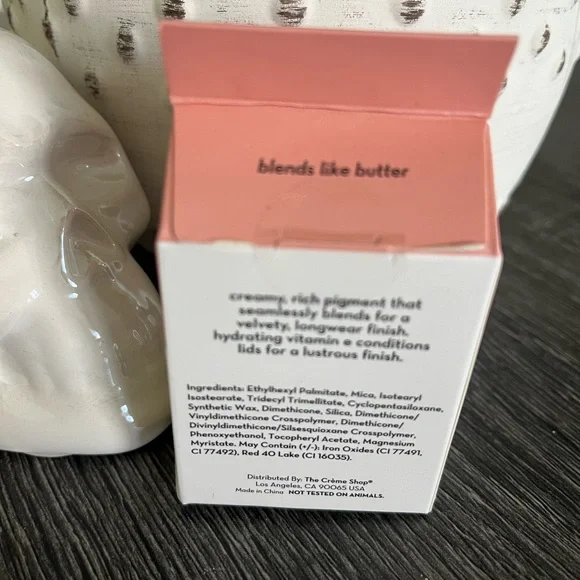 blends like butter
creamy, rich pigment that
seamlessly blends for a
velvety, longwear finish.
hydrating vitamin e conditions
lids for a lustrous finish.
Ingredients: Ethylhexyl Palmitate, Mica, Isotearyl
Isostearate, Tridecyl Trimellitate, Cyclopentasiloxane,
Synthetic Wax, Dimethicone, Silica, Dimethicone/
Vinyldimethicone Crosspolymer, Dimethicone/
Divinyldimethicone/Silsesquioxane Crosspolymer,
Phenoxyethanol, Tocopheryl Acetate, Magnesium
Myristate. May Contain (+/-): Iron Oxides (CI 77491,
CI 77492), Red 40 Lake (CI 16035).
Distributed By: The Crème Shop®
Los Angeles, CA 90065 USA
Made in China NOT TESTED ON ANIMALS.